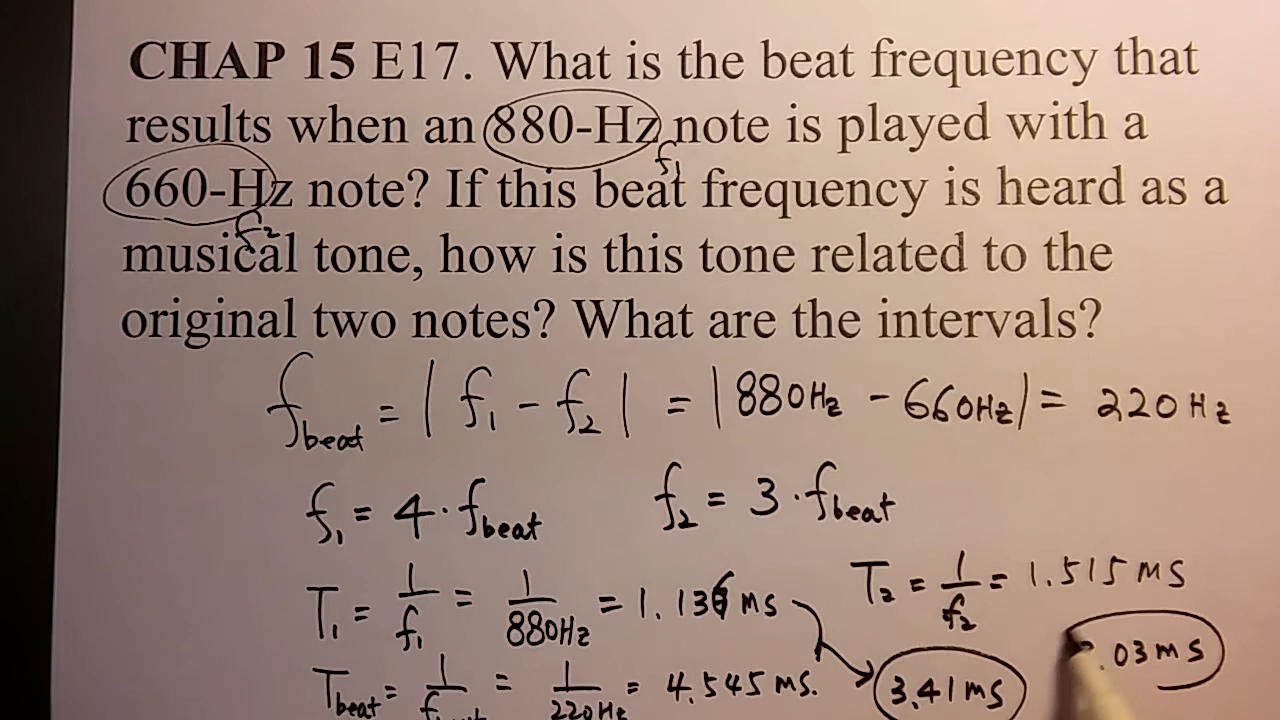 CHAP 15 E17. What is the beat frequency that
results when an 880-Hz note is played with a
f1
660-Hz note? If this beat frequency is heard as a
f2
musical tone, how is this tone related to the
original two notes? What are the intervals?
fbeat = | f1 - f2 | = | 880Hz - 660Hz | = 220Hz
f1 = 4 · fbeat f2 = 3 · fbeat
T1 = 1/f1 = 1/880Hz = 1.136 ms T2 = 1/f2 = 1.515 ms
.03 ms
Tbeat = 1/ = 1/220Hz = 4.545 ms. 3.41 ms